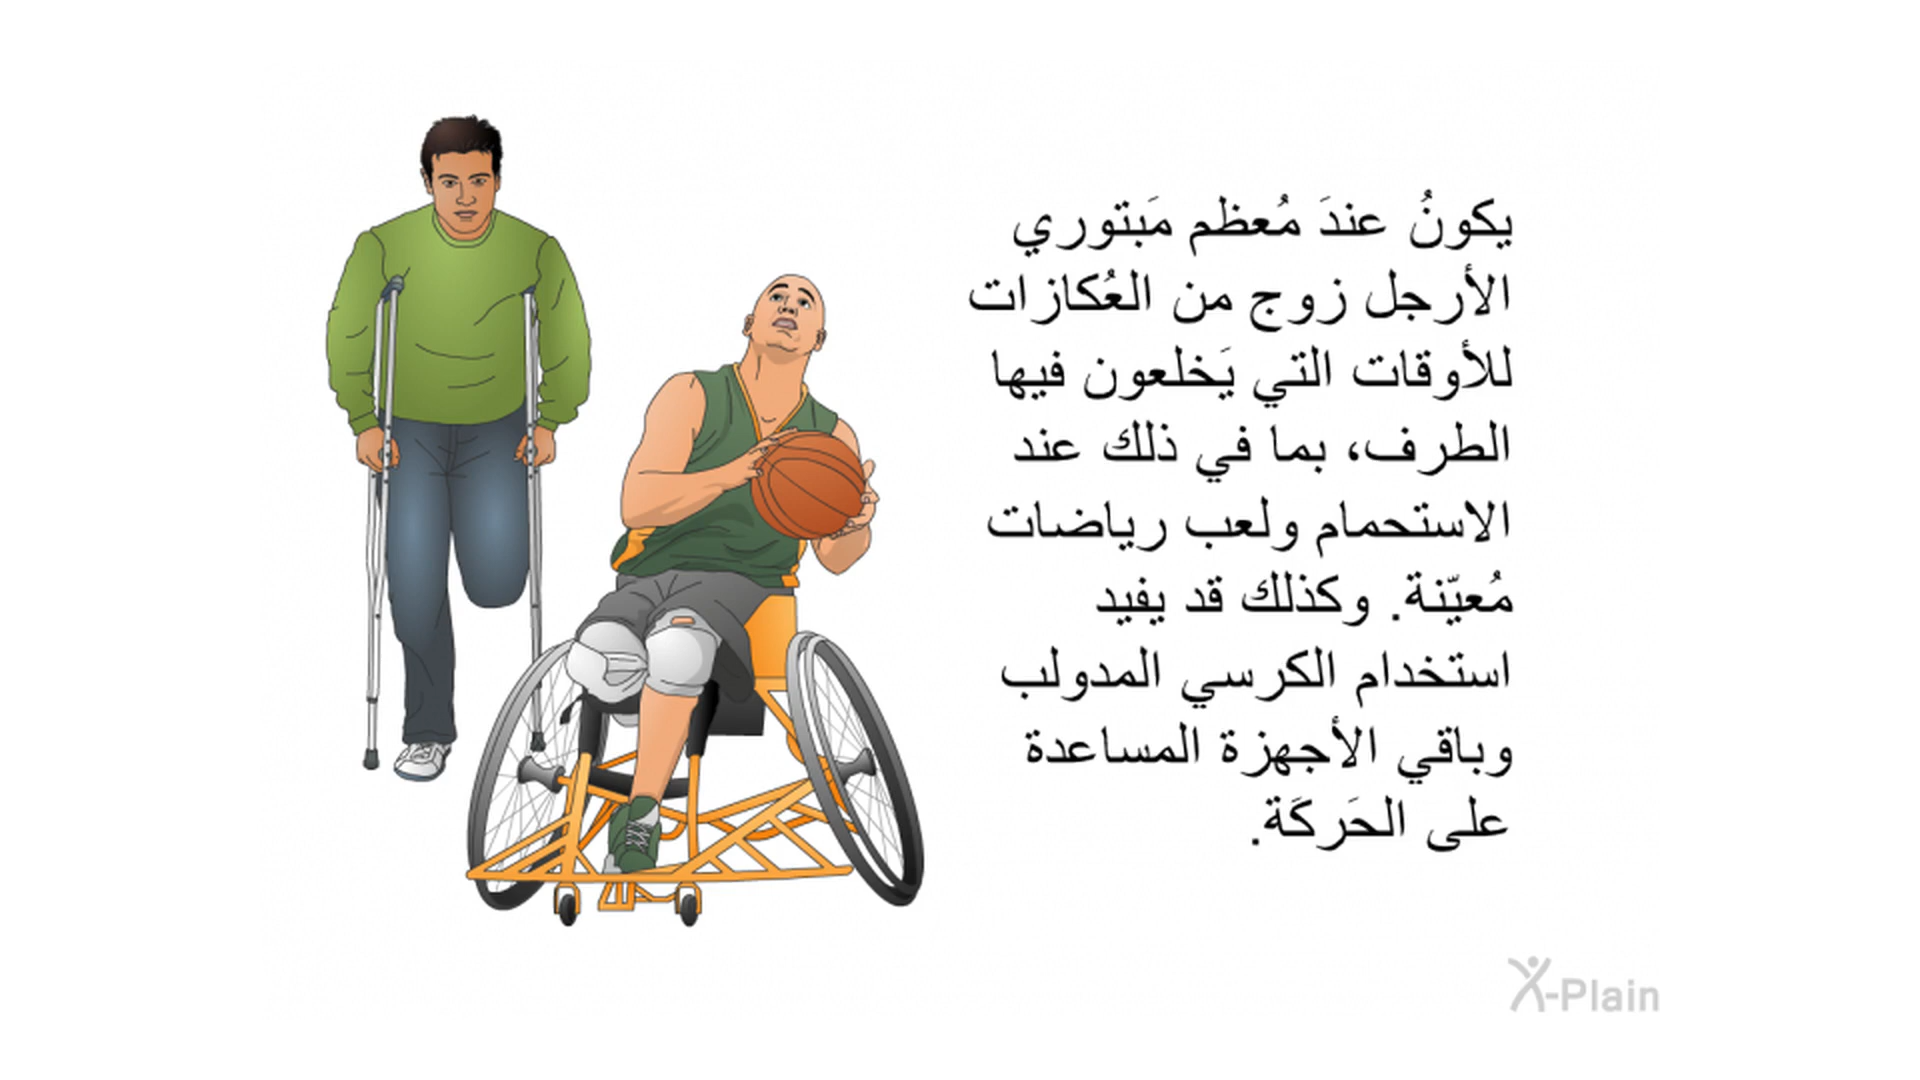 يكونُ عندَ مُعظم مَبتوري
الأرجل زوج من العُكازات
للأوقات التي يَخلعون فيها
الطرف، بما في ذلك عند
الاستحمام ولعب رياضات
مُعيّنة. وكذلك قد يفيد
استخدام الكرسي المدولب
وباقي الأجهزة المساعدة
على الحَركَة.
X-Plain